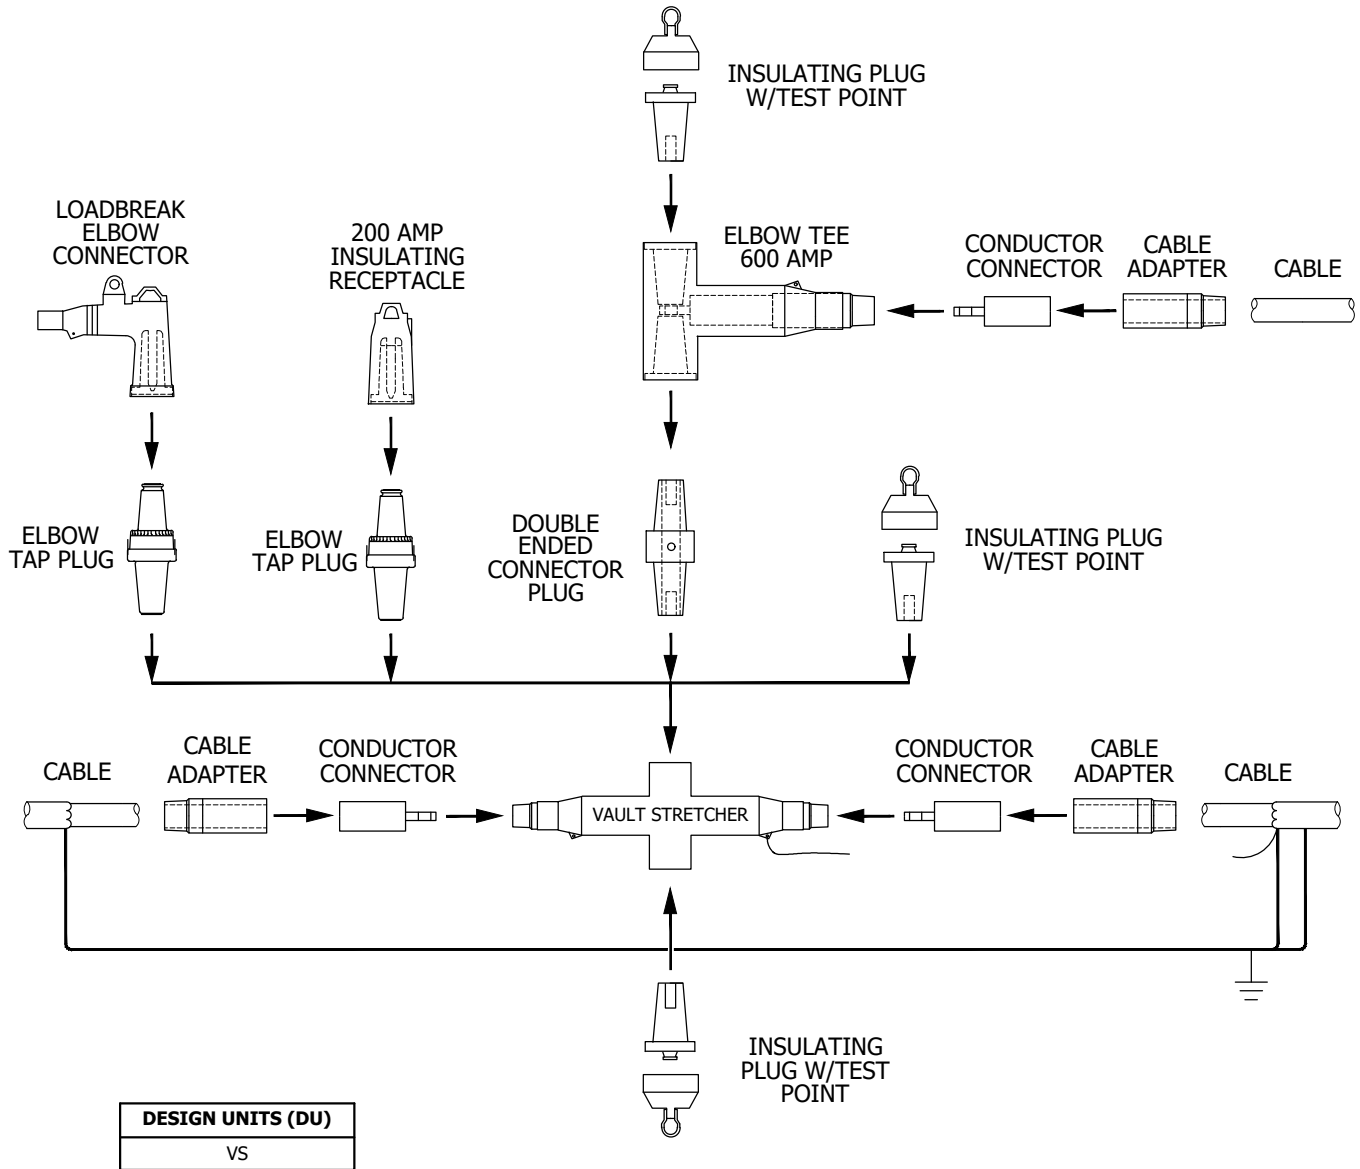 INSULATING PLUG
W/TEST POINT
LOADBREAK
ELBOW
CONNECTOR
200 AMP
INSULATING
RECEPTACLE
ELBOW TEE
600 AMP
CONDUCTOR
CONNECTOR
CABLE
ADAPTER
CABLE
ELBOW
TAP PLUG
ELBOW
TAP PLUG
DOUBLE
ENDED
CONNECTOR
PLUG
INSULATING PLUG
W/TEST POINT
CABLE
CABLE
ADAPTER
CONDUCTOR
CONNECTOR
VAULT STRETCHER
CONDUCTOR
CONNECTOR
CABLE
ADAPTER
CABLE
INSULATING
PLUG W/TEST
POINT
DESIGN UNITS (DU)
VS